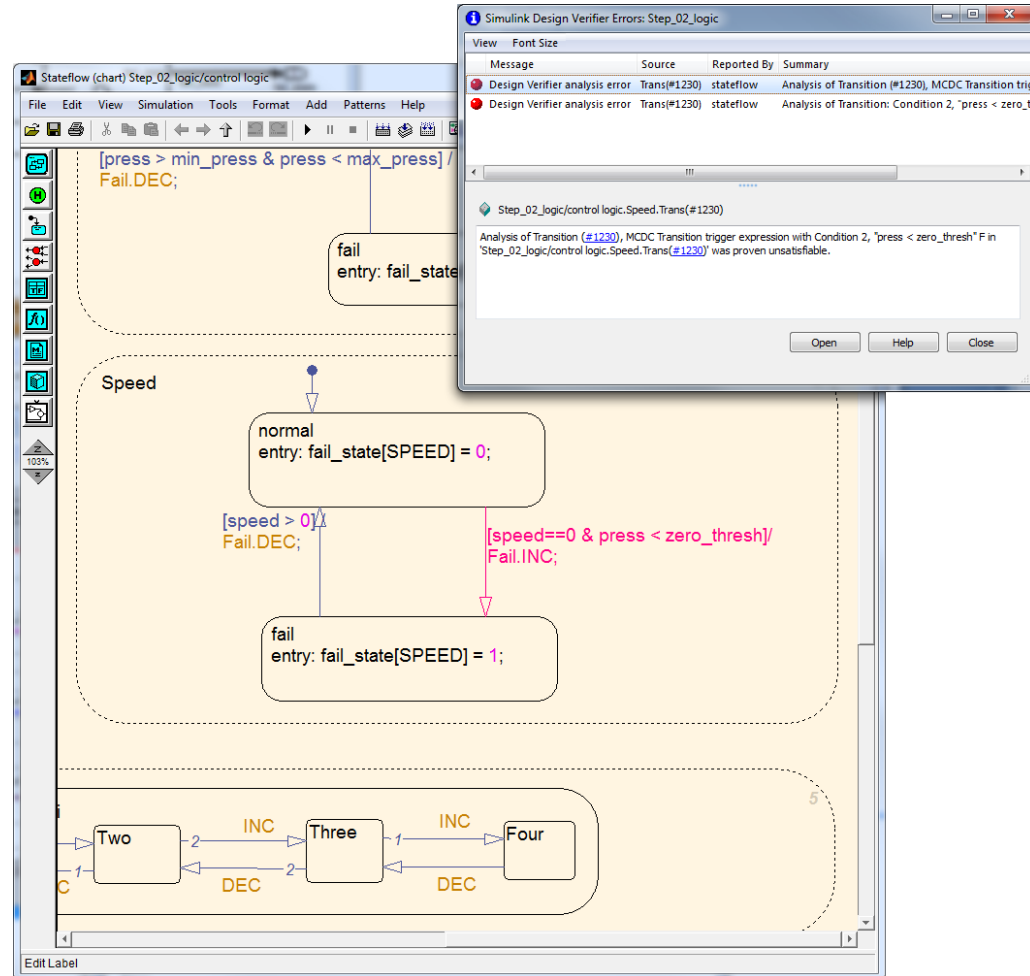 Simulink Design Verifier Errors: Step_02_logic
View Font Size
Message Source Reported By Summary
Design Verifier analysis error Trans(#1230) stateflow Analysis of Transition (#1230), MCDC Transition trig
Design Verifier analysis error Trans(#1230) stateflow Analysis of Transition: Condition 2, "press < zero_t
Step_02_logic/control logic.Speed.Trans(#1230)
Analysis of Transition (#1230), MCDC Transition trigger expression with Condition 2, "press < zero_thresh" F in
'Step_02_logic/control logic.Speed.Trans(#1230)' was proven unsatisfiable.
Open Help Close
Stateflow (chart) Step_02_logic/control logic
File Edit View Simulation Tools Format Add Patterns Help
[press > min_press & press < max_press] /
Fail.DEC;
fail
entry: fail_state
Speed
normal
entry: fail_state[SPEED] = 0;
[speed > 0]/
Fail.DEC;
[speed==0 & press < zero_thresh]/
Fail.INC;
fail
entry: fail_state[SPEED] = 1;
103%
5
i
Two 2 INC Three 1 INC Four
1 C DEC 2 DEC
Edit Label